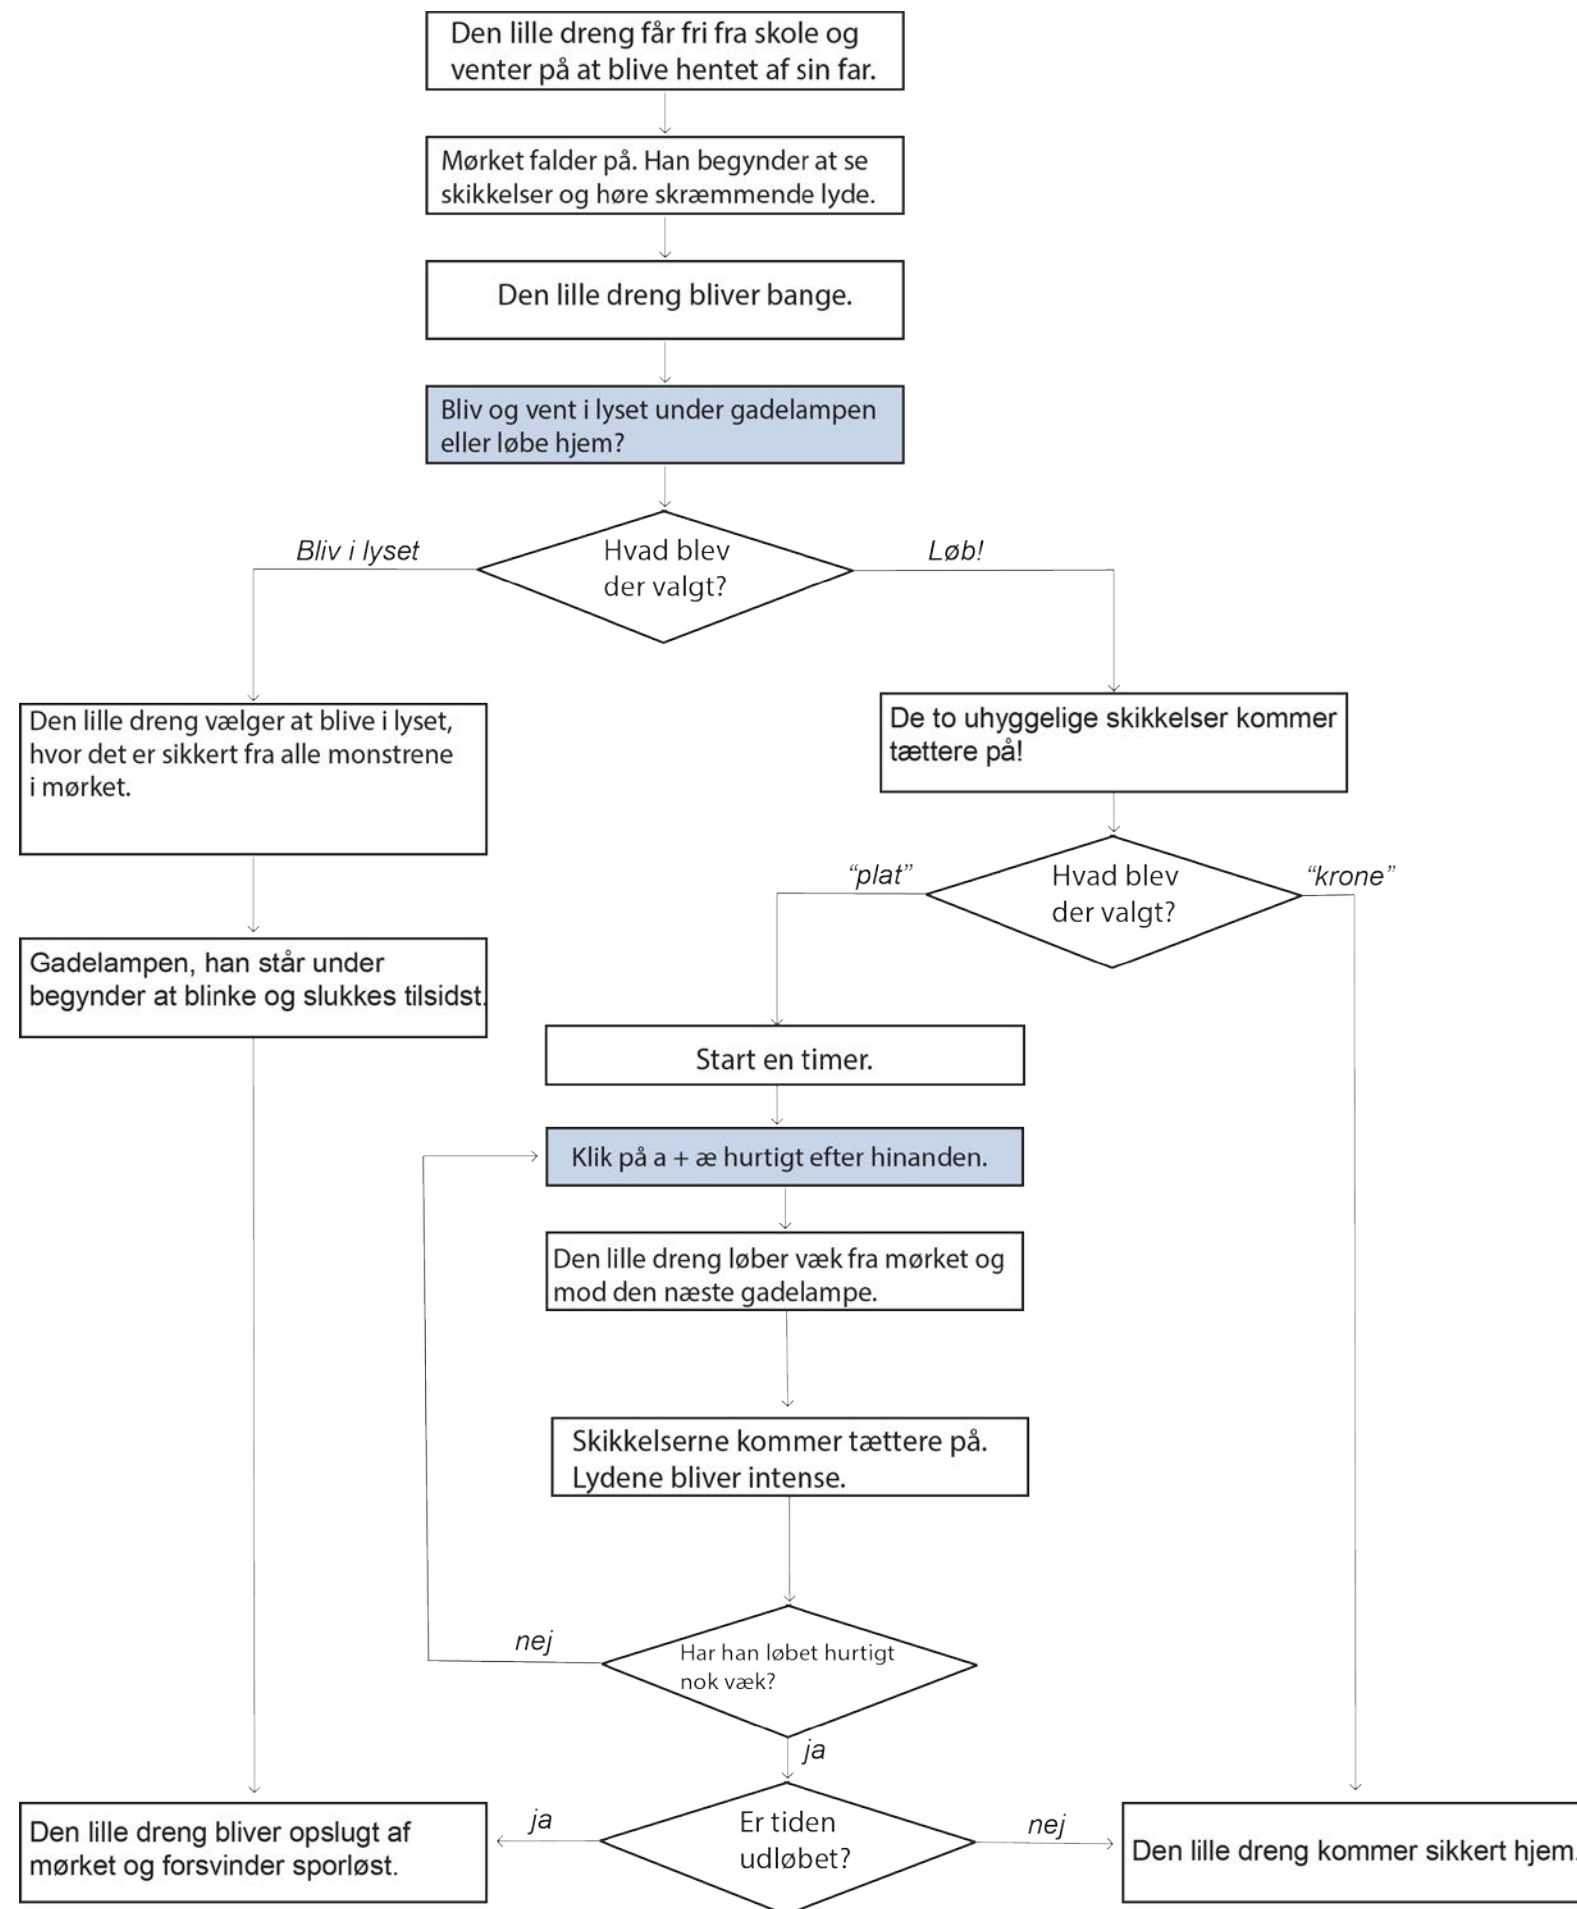 Den lille dreng får fri fra skole og
venter på at blive hentet af sin far.
Mørket falder på. Han begynder at se
skikkelser og høre skræmmende lyde.
Den lille dreng bliver bange.
Bliv og vent i lyset under gadelampen
eller løbe hjem?
Bliv i lyset
Hvad blev
der valgt?
Løb!
Den lille dreng vælger at blive i lyset,
hvor det er sikkert fra alle monstrene
i mørket.
De to uhyggelige skikkelser kommer
tættere på!
“plat”
Hvad blev
der valgt?
“krone”
Gadelampen, han står under
begynder at blinke og slukkes tilsidst.
Start en timer.
Klik på a + æ hurtigt efter hinanden.
Den lille dreng løber væk fra mørket og
mod den næste gadelampe.
Skikkelserne kommer tættere på.
Lydene bliver intense.
nej
Har han løbet hurtigt
nok væk?
ja
Den lille dreng bliver opslugt af
mørket og forsvinder sporløst.
ja
Er tiden
udløbet?
nej
Den lille dreng kommer sikkert hjem.